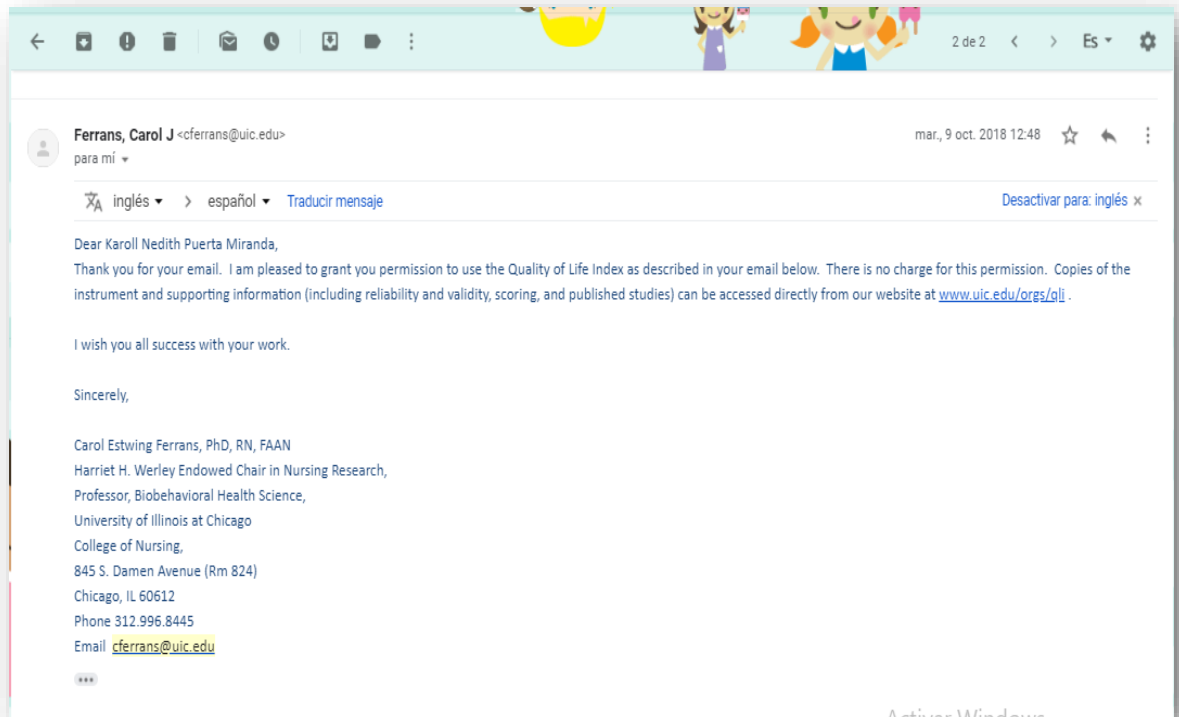 2 de 2
Es
Ferrans, Carol J <cferrans@uic.edu>
mar., 9 oct. 2018 12:48
para mí
inglés > español Traducir mensaje
Desactivar para: inglés x
Dear Karoll Nedith Puerta Miranda,
Thank you for your email. I am pleased to grant you permission to use the Quality of Life Index as described in your email below. There is no charge for this permission. Copies of the
instrument and supporting information (including reliability and validity, scoring, and published studies) can be accessed directly from our website at www.uic.edu/orgs/qli .
I wish you all success with your work.
Sincerely,
Carol Estwing Ferrans, PhD, RN, FAAN
Harriet H. Werley Endowed Chair in Nursing Research,
Professor, Biobehavioral Health Science,
University of Illinois at Chicago
College of Nursing,
845 S. Damen Avenue (Rm 824)
Chicago, IL 60612
Phone 312.996.8445
Email cferrans@uic.edu
Activar Windows